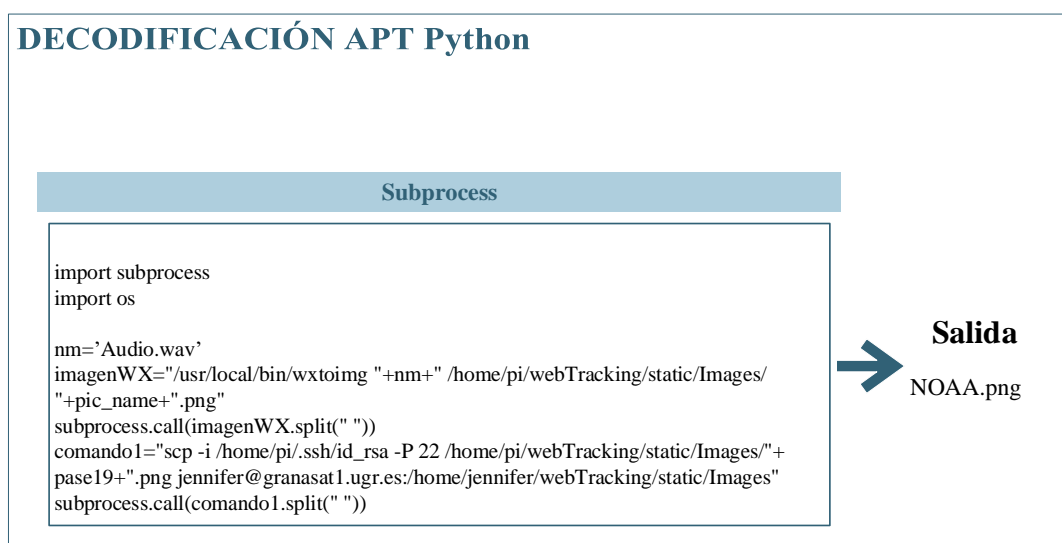 DECODIFICACIÓN APT Python
Subprocess
import subprocess
import os
nm=’Audio.wav’
imagenWX="/usr/local/bin/wxtoimg "+nm+" /home/pi/webTracking/static/Images/
"+pic_name+".png"
subprocess.call(imagenWX.split(" "))
comando1="scp -i /home/pi/.ssh/id_rsa -P 22 /home/pi/webTracking/static/Images/"+
pase19+".png jennifer@granasat1.ugr.es:/home/jennifer/webTracking/static/Images"
subprocess.call(comando1.split(" "))
Salida
NOAA.png